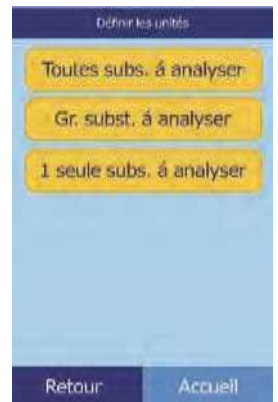 Définir les unités
Toutes subs. á analyser
Gr. subst. á analyser
1 seule subs. á analyser
Retour
Accueil